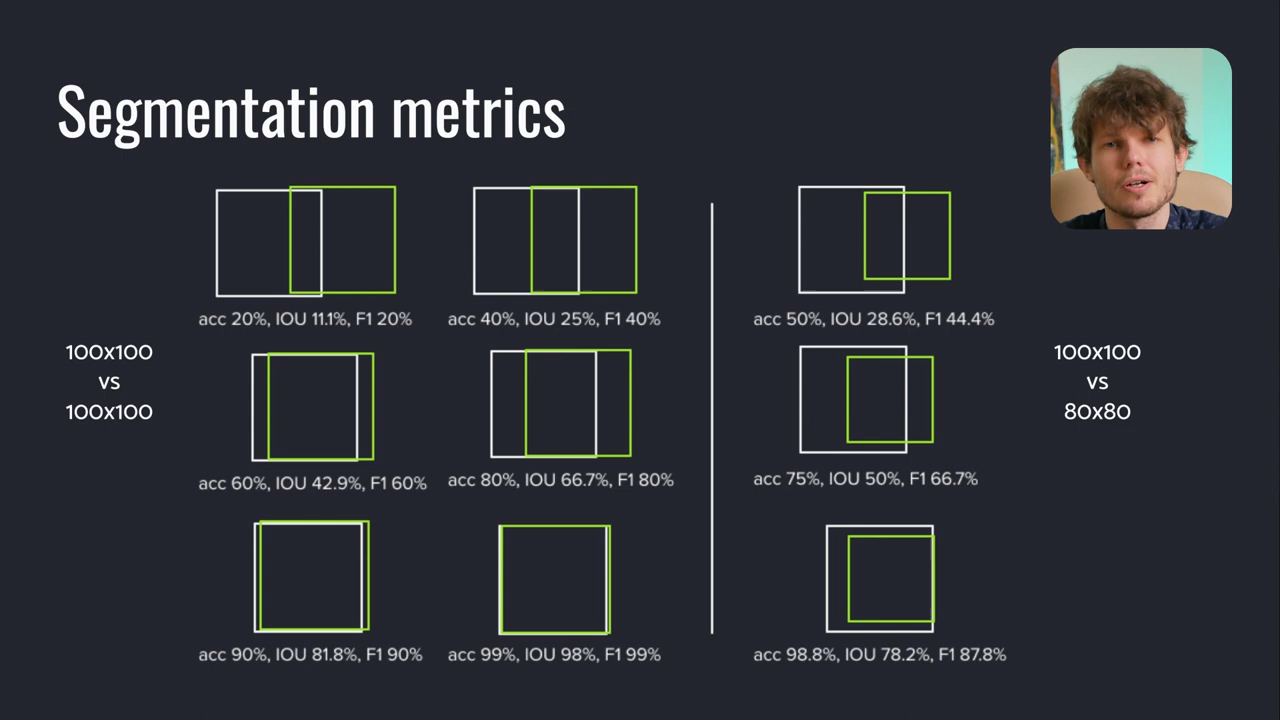 Segmentation metrics
acc 20%, IOU 11.1%, F1 20%
acc 40%, IOU 25%, F1 40%
acc 50%, IOU 28.6%, F1 44.4%
100x100
vs
100x100
100x100
vs
80x80
acc 60%, IOU 42.9%, F1 60%
acc 80%, IOU 66.7%, F1 80%
acc 75%, IOU 50%, F1 66.7%
acc 90%, IOU 81.8%, F1 90%
acc 99%, IOU 98%, F1 99%
acc 98.8%, IOU 78.2%, F1 87.8%